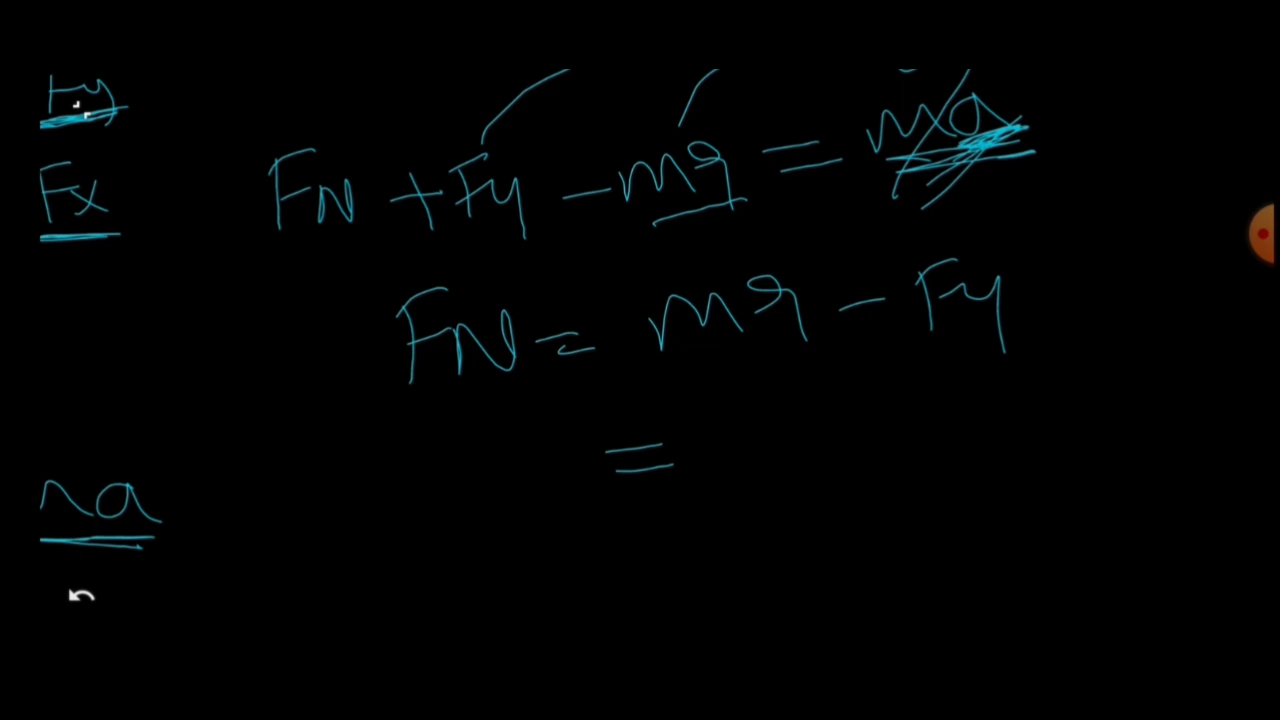 Fy
Fx
FN + Fy - mg = ma
FN = mg - Fy
=
ma